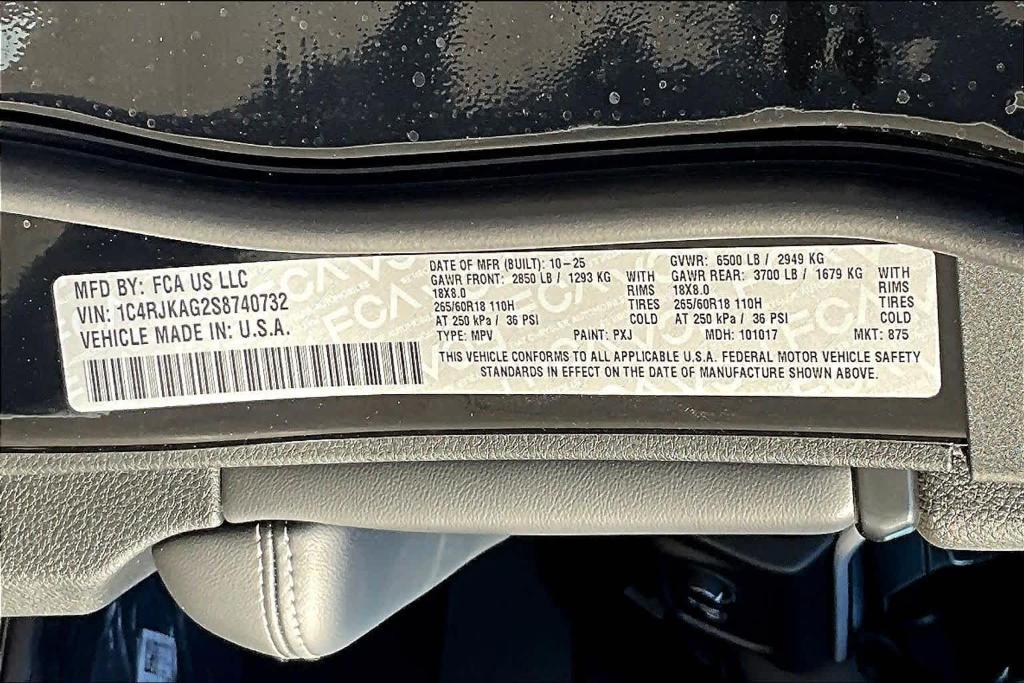 MFD BY: FCA US LLC
VIN: 1C4RJKAG2S8740732
VEHICLE MADE IN: U.S.A.
DATE OF MFR (BUILT): 10-25 GVWR: 6500 LB / 2949 KG
GAWR FRONT: 2850 LB / 1293 KG WITH GAWR REAR: 3700 LB / 1679 KG WITH
18X8.0 RIMS 18X8.0 RIMS
265/60R18 110H TIRES 265/60R18 110H TIRES
AT 250 kPa / 36 PSI COLD AT 250 kPa / 36 PSI COLD
TYPE: MPV PAINT: PXJ MDH: 101017 MKT: 875
THIS VEHICLE CONFORMS TO ALL APPLICABLE U.S.A. FEDERAL MOTOR VEHICLE SAFETY
STANDARDS IN EFFECT ON THE DATE OF MANUFACTURE SHOWN ABOVE.